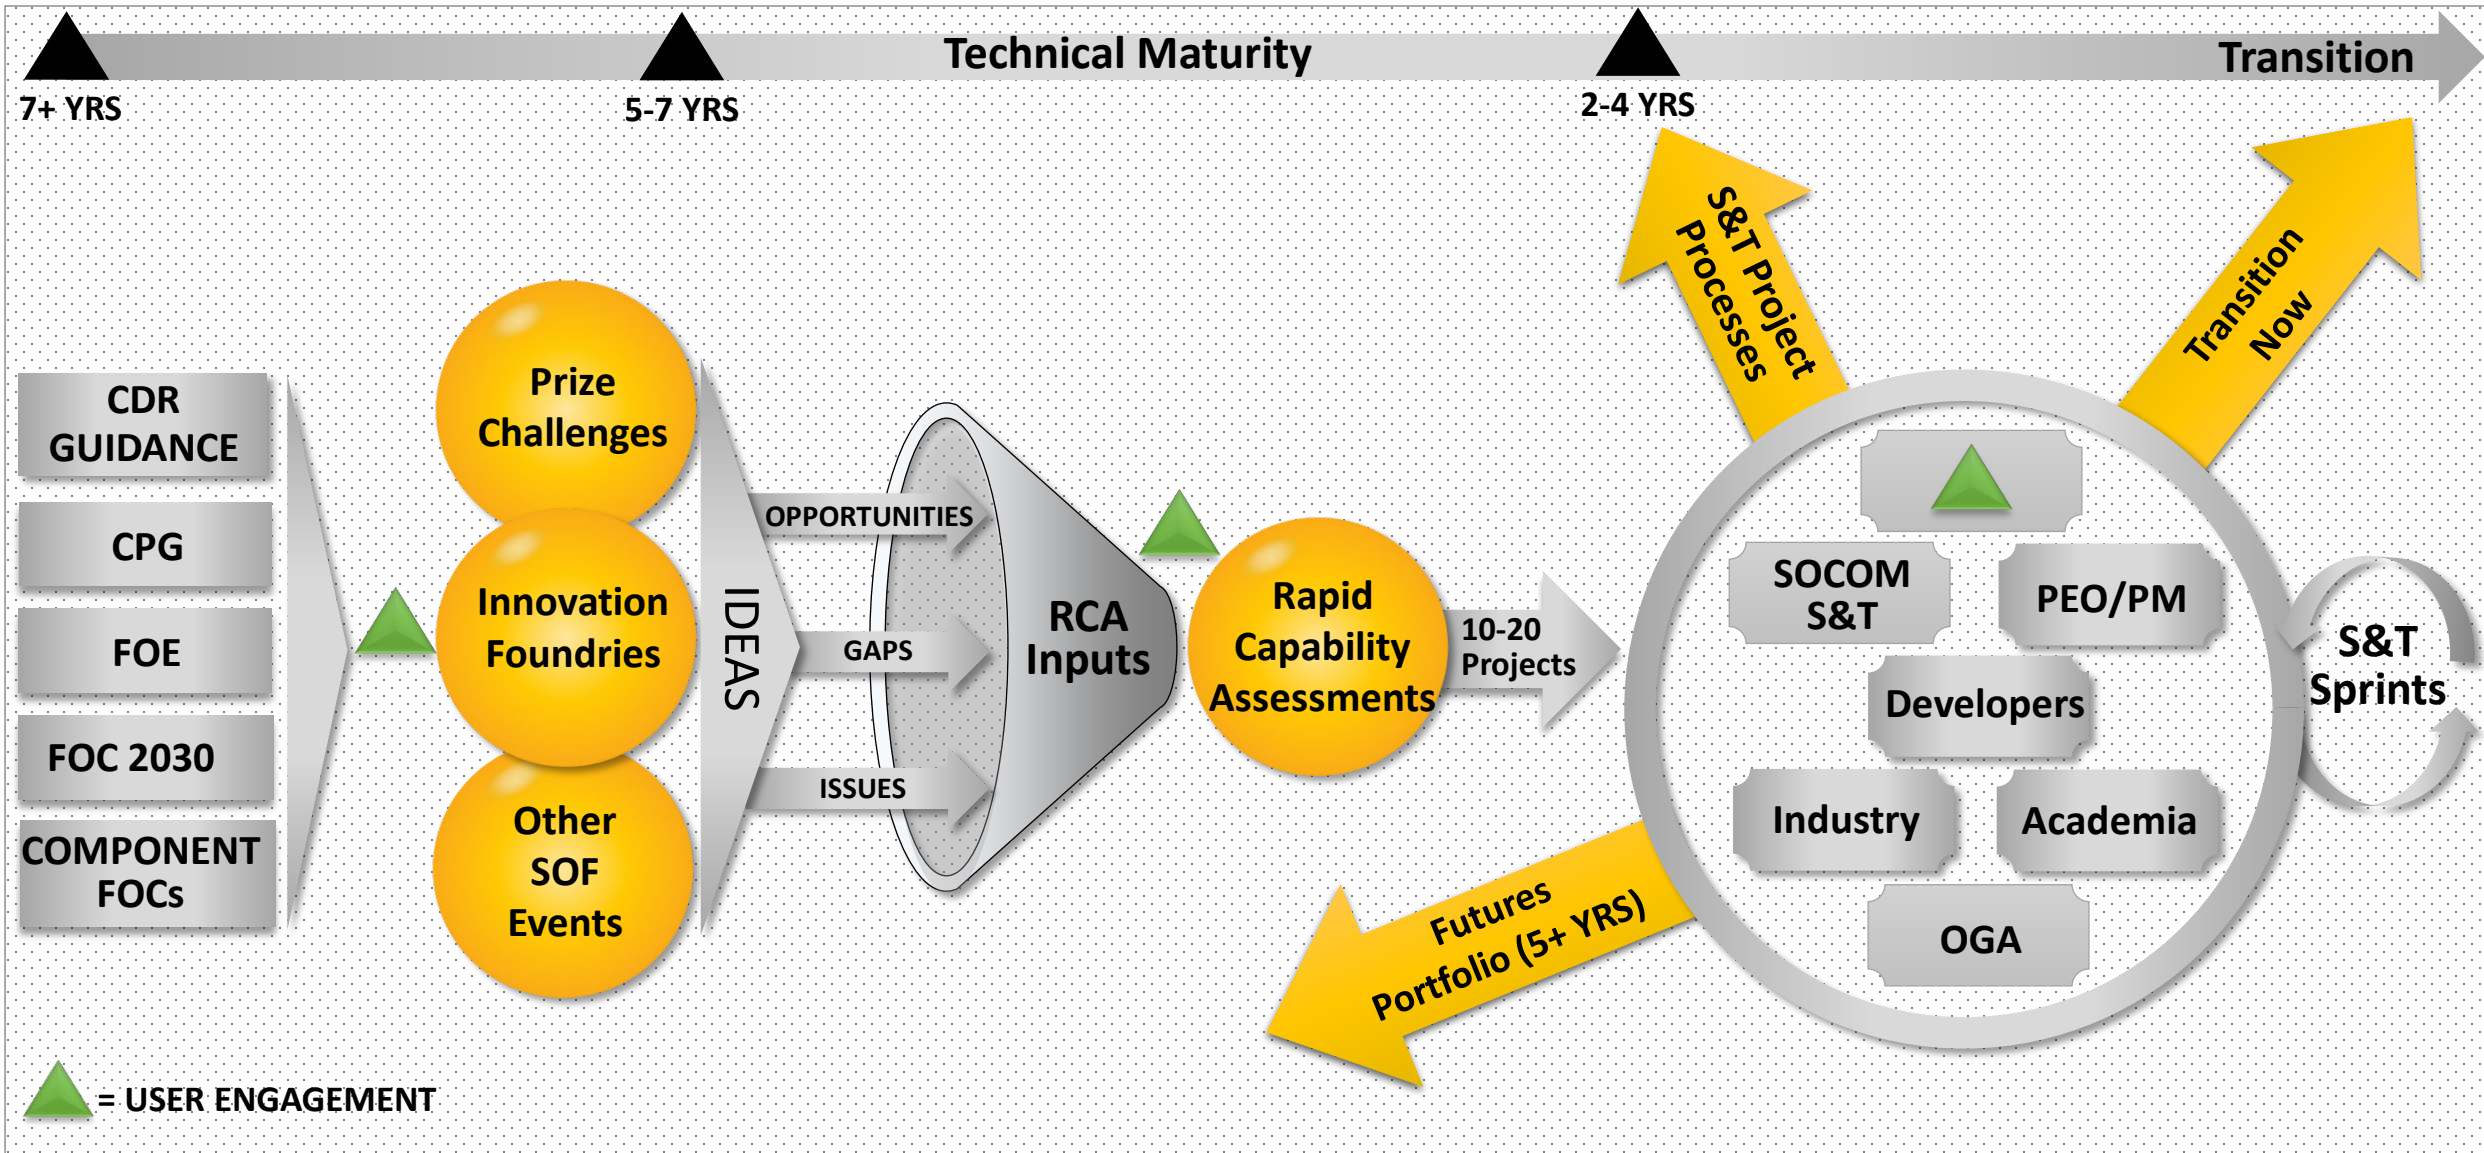 Technical Maturity
Transition
7+ YRS
5-7 YRS
2-4 YRS
CDR
GUIDANCE
CPG
FOE
FOC 2030
COMPONENT
FOCs
Prize
Challenges
Innovation
Foundries
Other
SOF
Events
IDEAS
OPPORTUNITIES
GAPS
ISSUES
RCA
Inputs
Rapid
Capability
Assessments
10-20
Projects
S&T Project
Processes
Transition
Now
Futures
Portfolio (5+ YRS)
SOCOM
S&T
PEO/PM
Developers
Industry
Academia
OGA
S&T
Sprints
= USER ENGAGEMENT